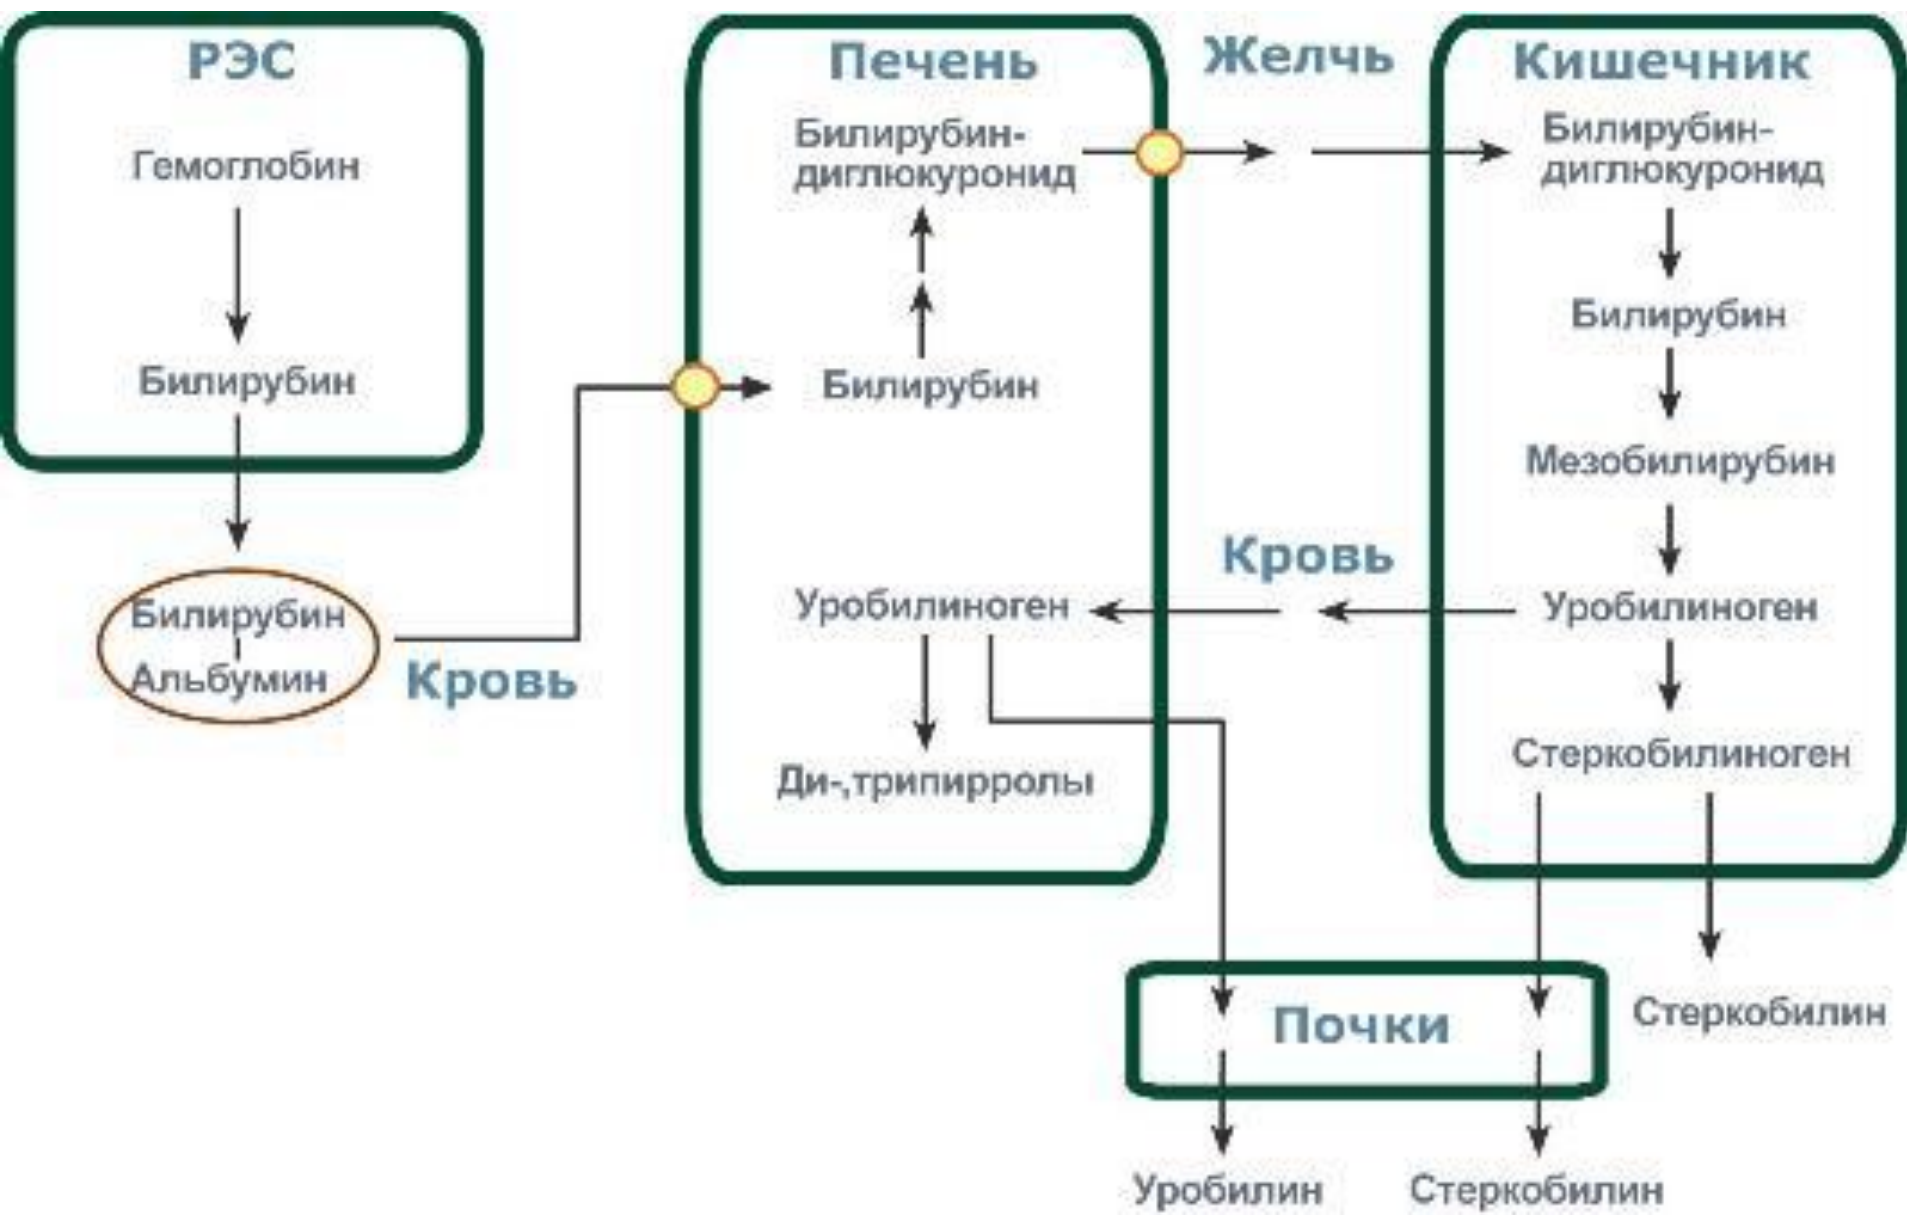 РЭС
Гемоглобин
Билирубин
Билирубин
Альбумин
Кровь
Печень
Билирубин-
диглюкуронид
Билирубин
Уробилиноген
Ди-,трипирролы
Желчь
Кровь
Кишечник
Билирубин-
диглюкуронид
Билирубин
Мезобилирубин
Уробилиноген
Стеркобилиноген
Почки
Стеркобилин
Уробилин
Стеркобилин